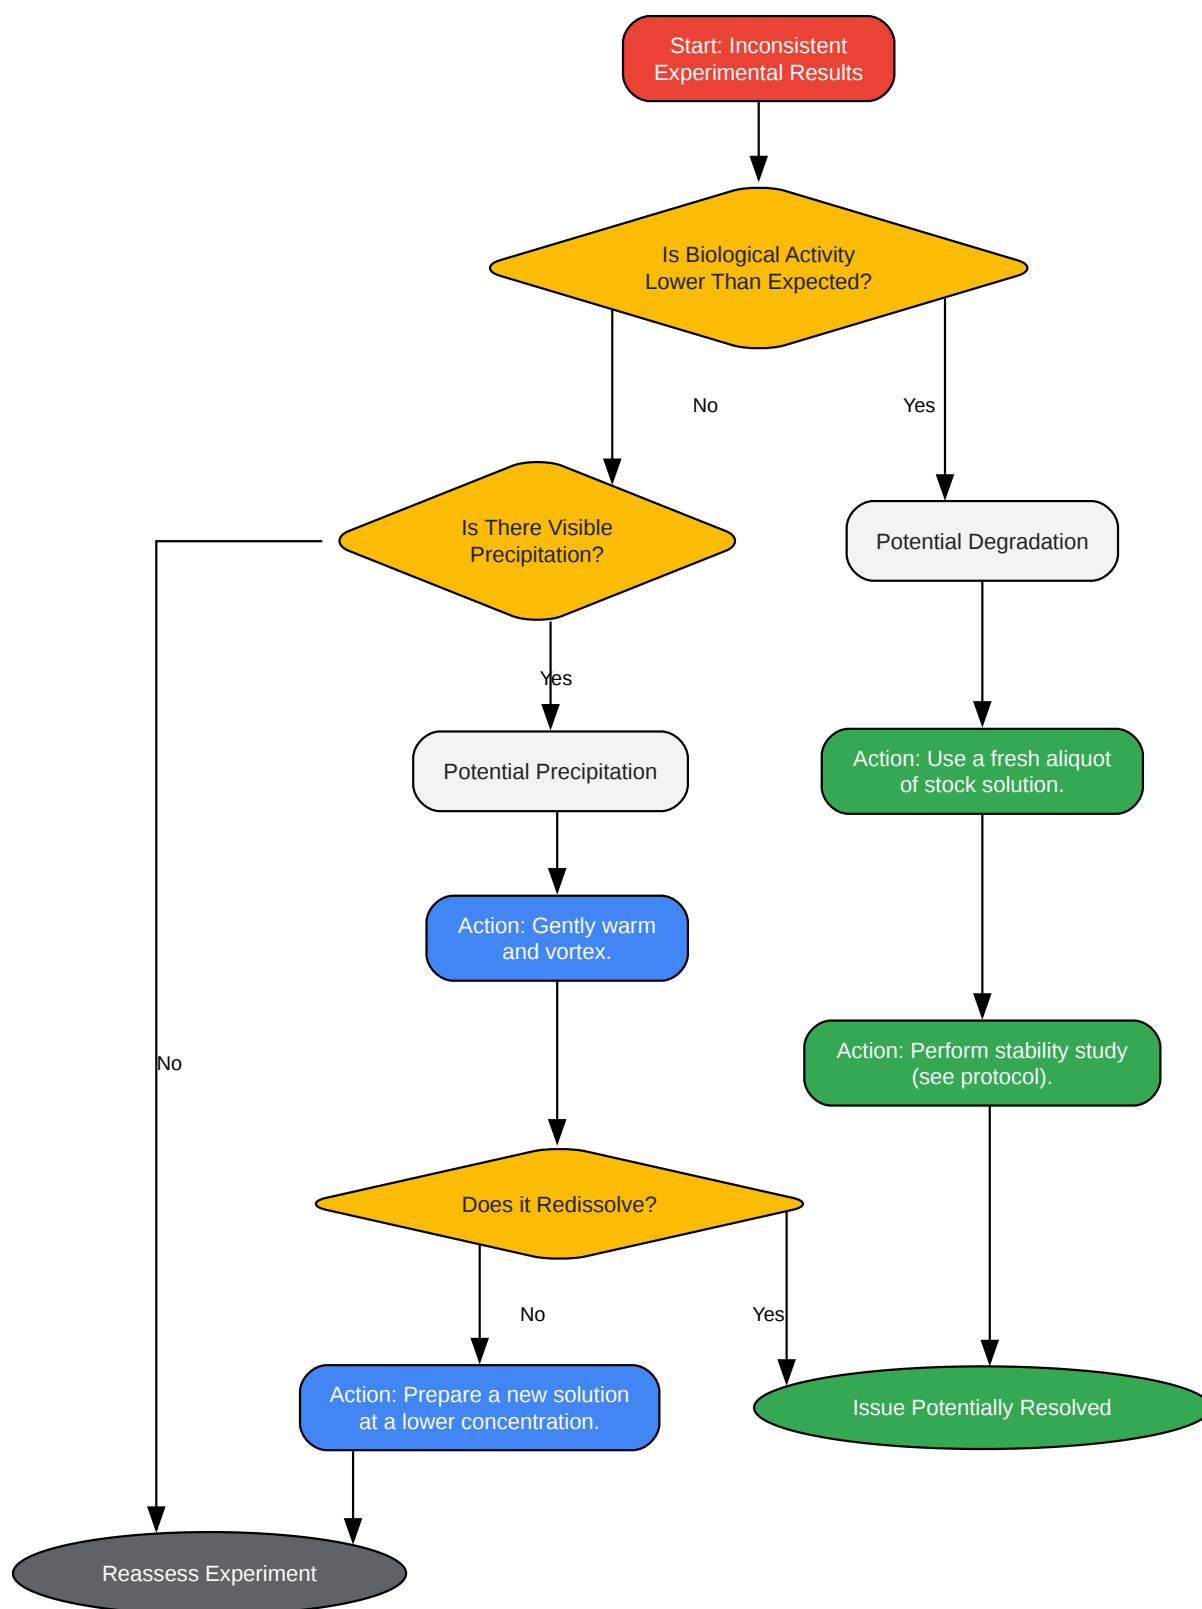 Start: Inconsistent
Experimental Results
Is Biological Activity
Lower Than Expected?
No
Yes
Is There Visible
Precipitation?
Potential Degradation
Yes
Potential Precipitation
Action: Use a fresh aliquot
of stock solution.
Action: Gently warm
and vortex.
No
Action: Perform stability study
(see protocol).
Does it Redissolve?
No
Yes
Action: Prepare a new solution
at a lower concentration.
Issue Potentially Resolved
Reassess Experiment